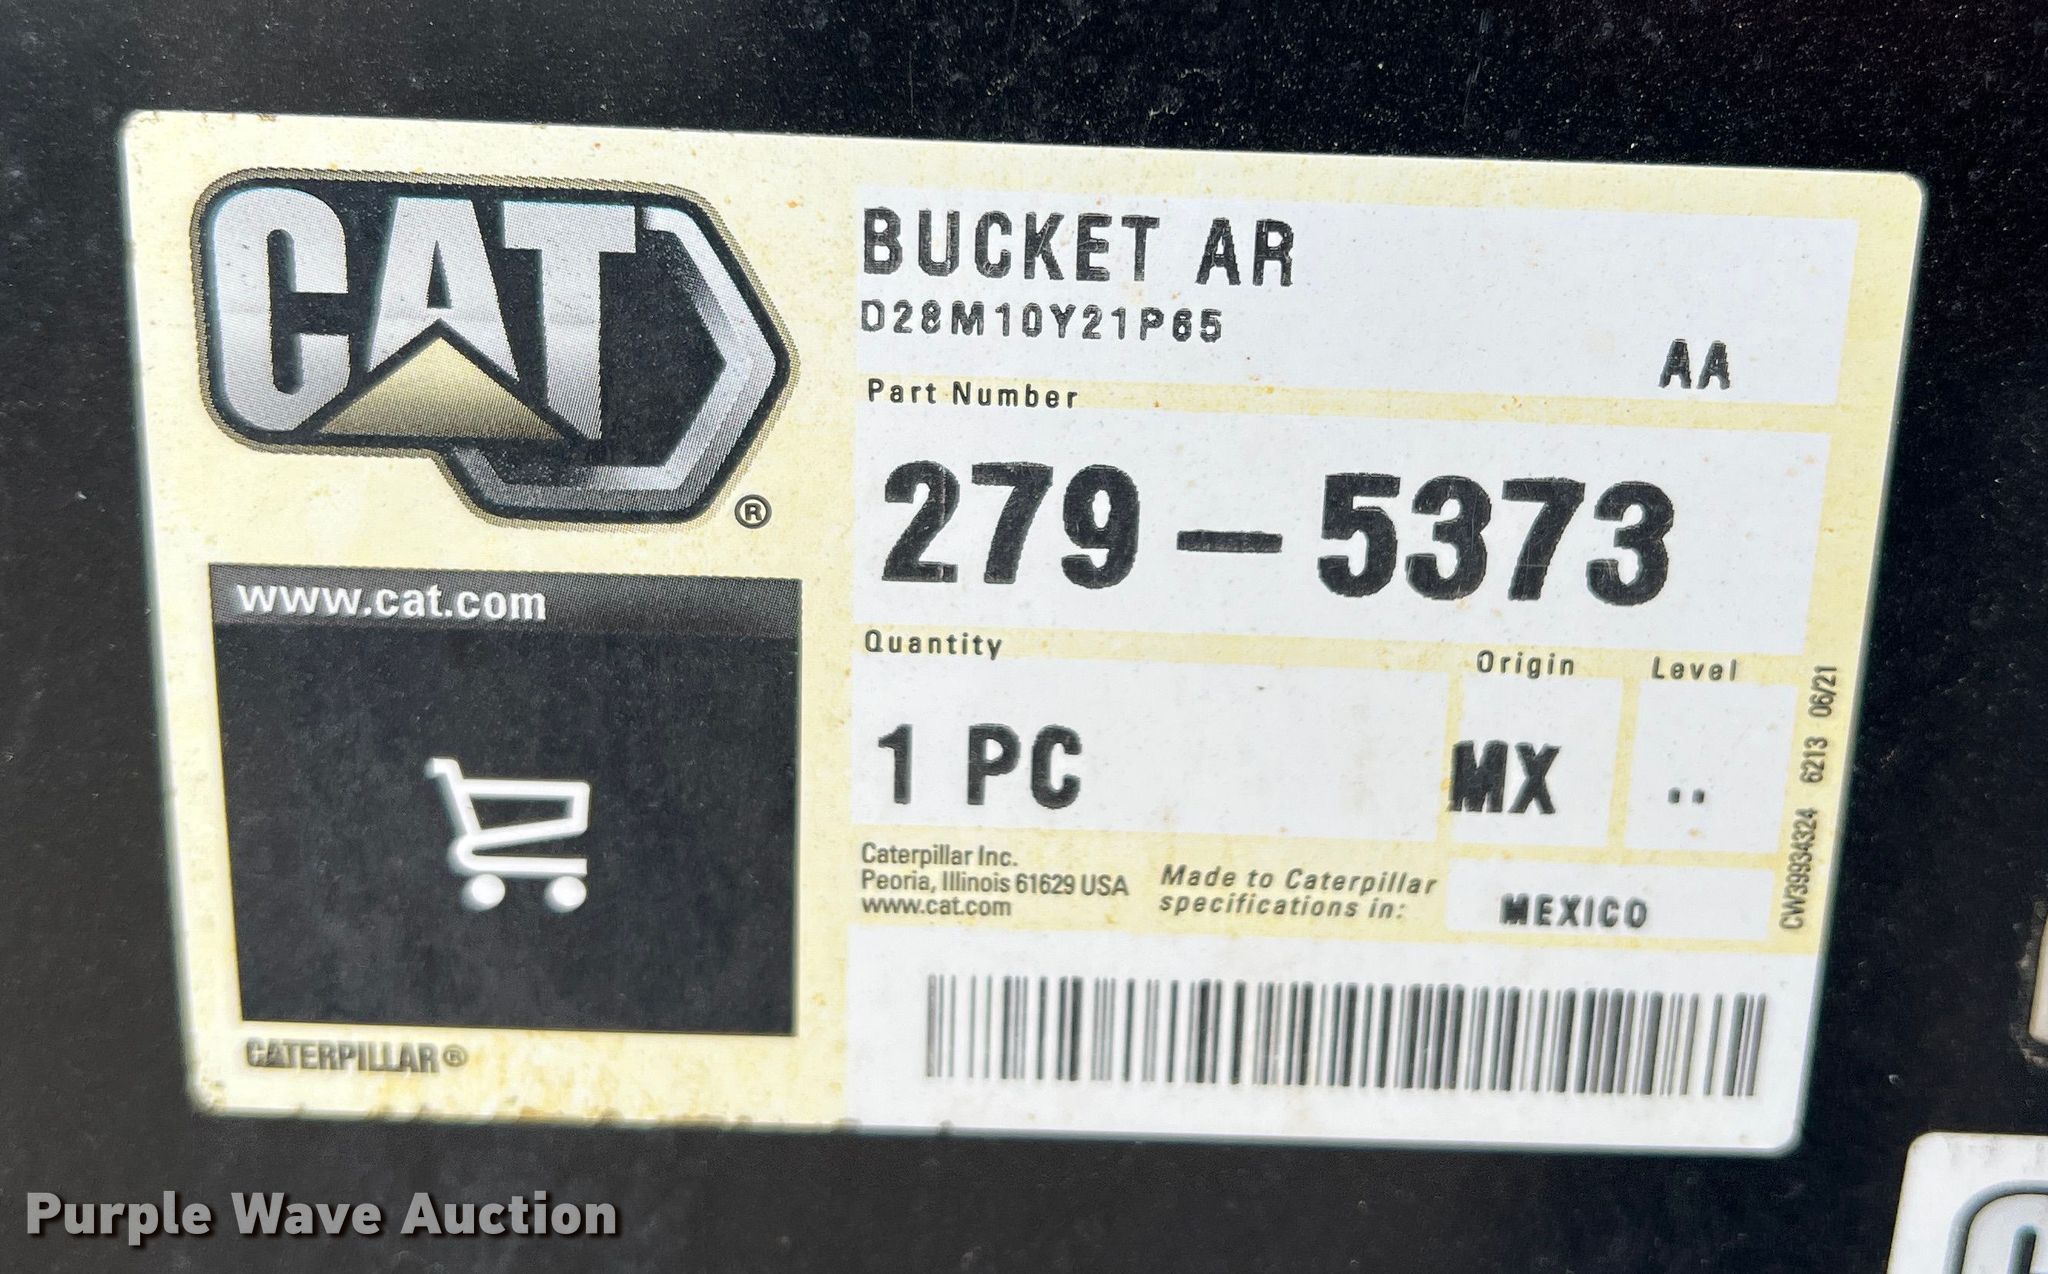 CAT®
www.cat.com
CATERPILLAR®
BUCKET AR
D28M10Y21P65
AA
Part Number
279-5373
Quantity
Origin
Level
1 PC
MX
..
Caterpillar Inc.
Peoria, Illinois 61629 USA
www.cat.com
Made to Caterpillar
specifications in:
MEXICO
CW39934324 6213 06/21
Purple Wave Auction